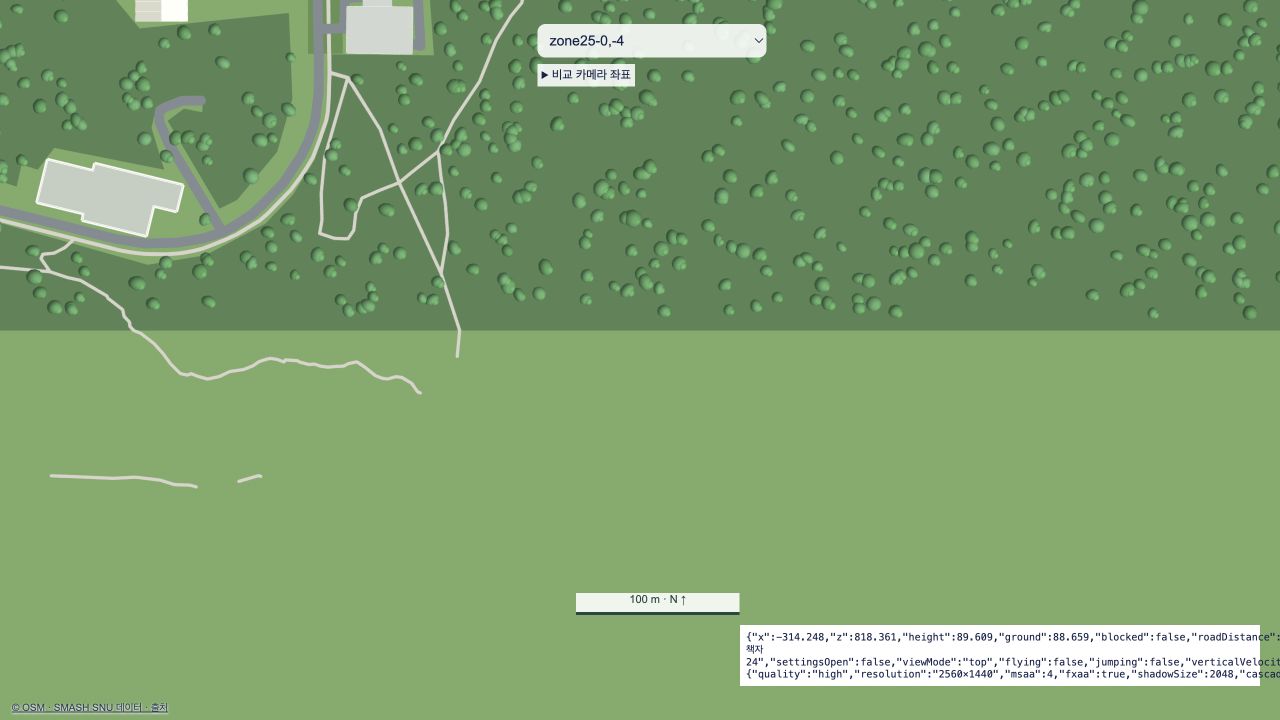 zone25-0,-4
▶ 비교 카메라 좌표
100 m · N ↑
{"x":-314.248,"z":818.361,"height":89.609,"ground":88.659,"blocked":false,"roadDistance":
책자
24","settingsOpen":false,"viewMode":"top","flying":false,"jumping":false,"verticalVelocit
{"quality":"high","resolution":"2560×1440","msaa":4,"fxaa":true,"shadowSize":2048,"cascad
© OSM · SMASH SNU 데이터 · 출처